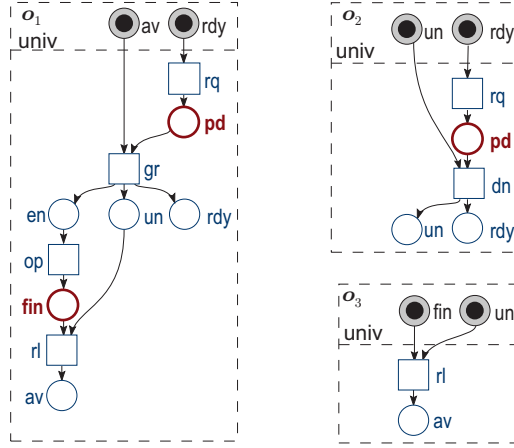 o₁ av rdy
univ
rq
pd
gr
en un rdy
op
fin
rl
av
o₂ un rdy
univ
rq
pd
dn
un rdy
o₃ fin un
univ
rl
av